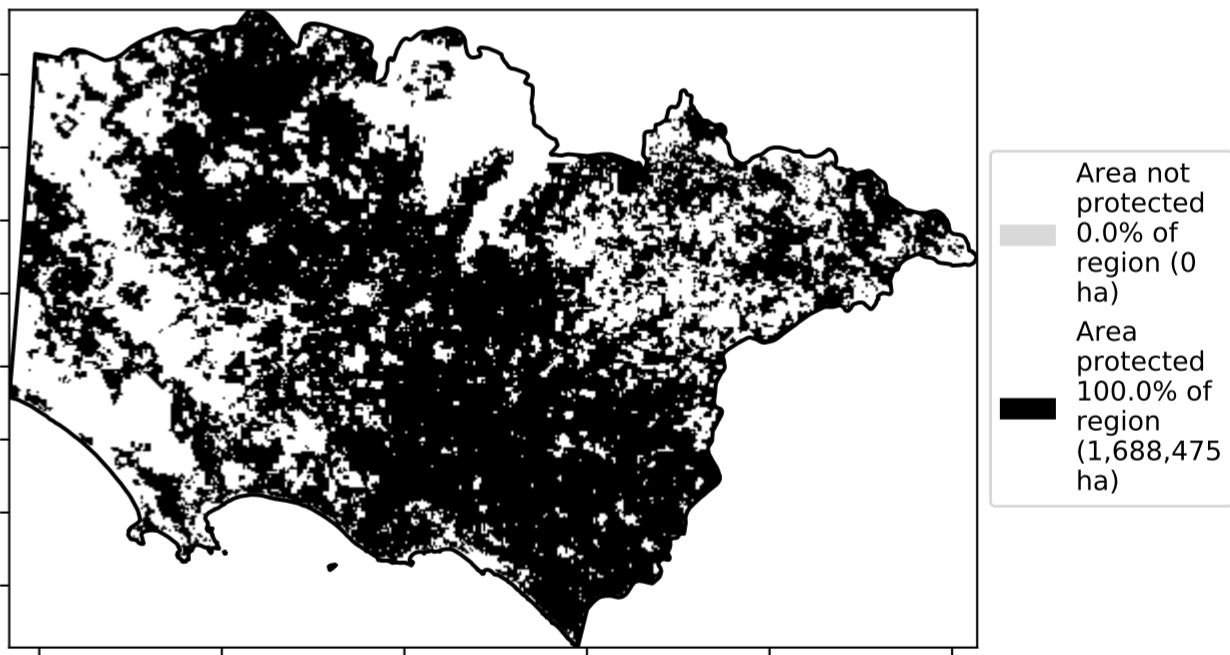 Area not
protected
0.0% of
region (0
ha)
Area
protected
100.0% of
region
(1,688,475
ha)